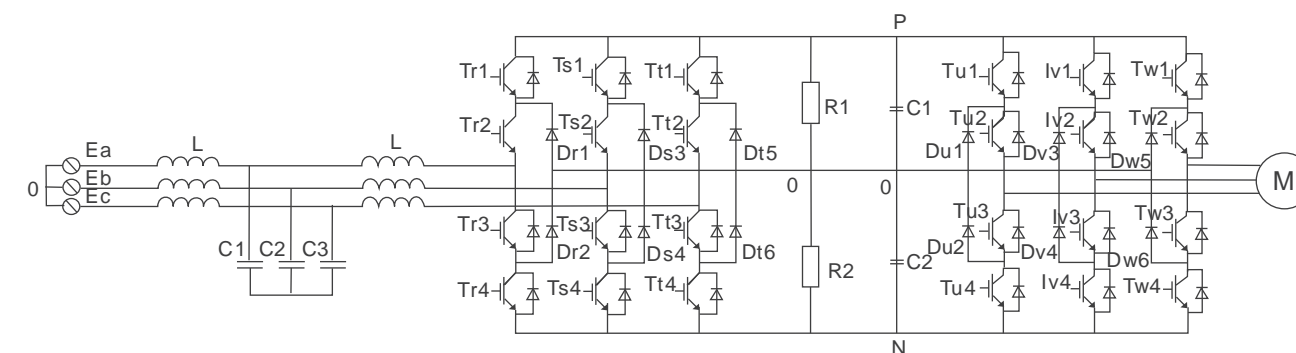 P
Tr1 Ts1 Tt1 Tu1 Iv1 Tw1
R1 C1
Tr2 Ts2 Tt2 Tu2 Iv2 Tw2
L L
Ea Dr1 Ds3 Dt5 Du1 Dv3 Dw5
0 Eb 0 0 M
Ec
Tr3 Ts3 Tt3 Tu3 Iv3 Tw3
C1 C2 C3 Dr2 Ds4 Dt6 Du2 Dv4 Dw6
R2 C2
Tr4 Ts4 Tt4 Tu4 Iv4 Tw4
N